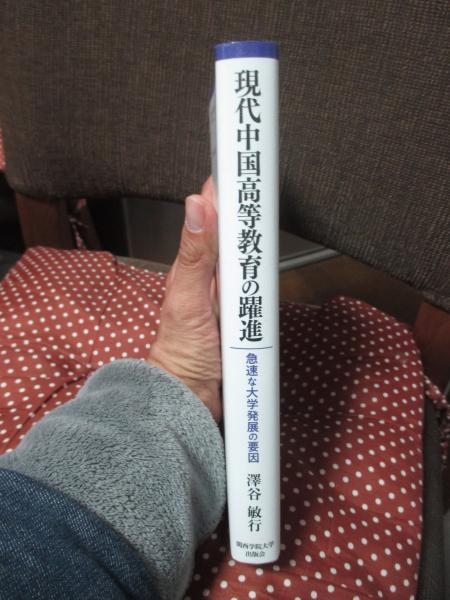 現代中国高等教育の躍進
急速な大学発展の要因
澤谷 敏行
関西学院大学
出版会